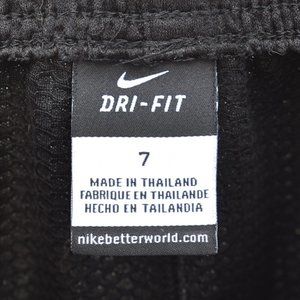 DRI-FIT
7
MADE IN THAILAND
FABRIQUE EN THAILANDE
HECHO EN TAILANDIA
nikebetterworld.com